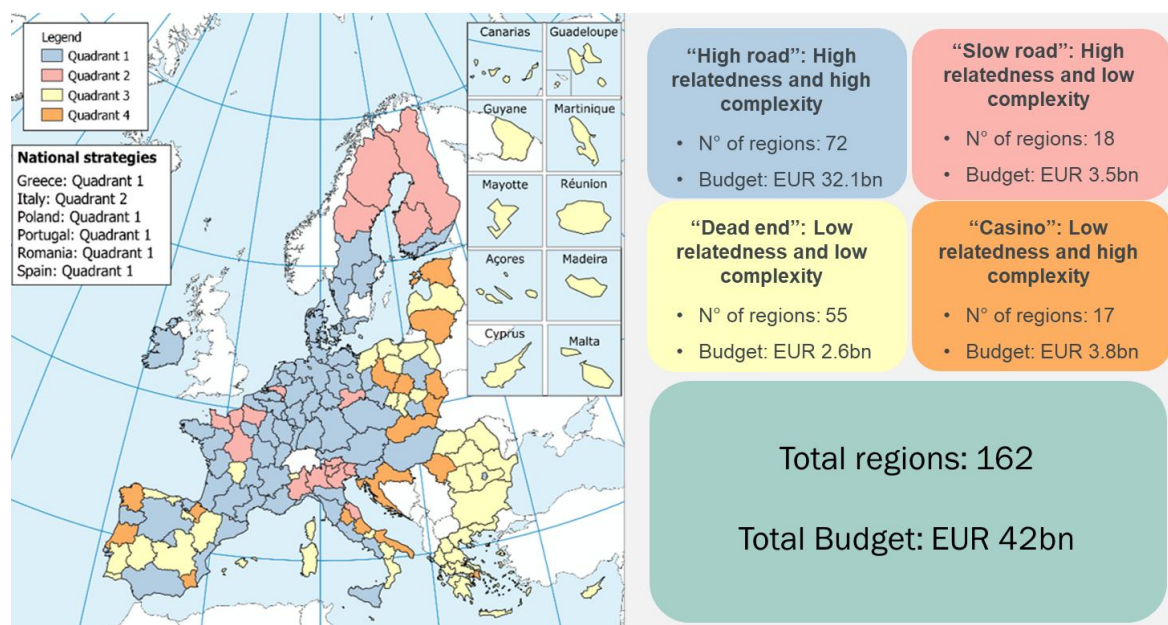 Legend
Quadrant 1
Quadrant 2
Quadrant 3
Quadrant 4
National strategies
Greece: Quadrant 1
Italy: Quadrant 2
Poland: Quadrant 1
Portugal: Quadrant 1
Romania: Quadrant 1
Spain: Quadrant 1
Canarias
Guadeloupe
Guyane
Martinique
Mayotte
Réunion
Açores
Madeira
Cyprus
Malta
“High road”: High
relatedness and high
complexity
• N° of regions: 72
• Budget: EUR 32.1bn
“Slow road”: High
relatedness and low
complexity
• N° of regions: 18
• Budget: EUR 3.5bn
“Dead end”: Low
relatedness and low
complexity
• N° of regions: 55
• Budget: EUR 2.6bn
“Casino”: Low
relatedness and high
complexity
• N° of regions: 17
• Budget: EUR 3.8bn
Total regions: 162
Total Budget: EUR 42bn